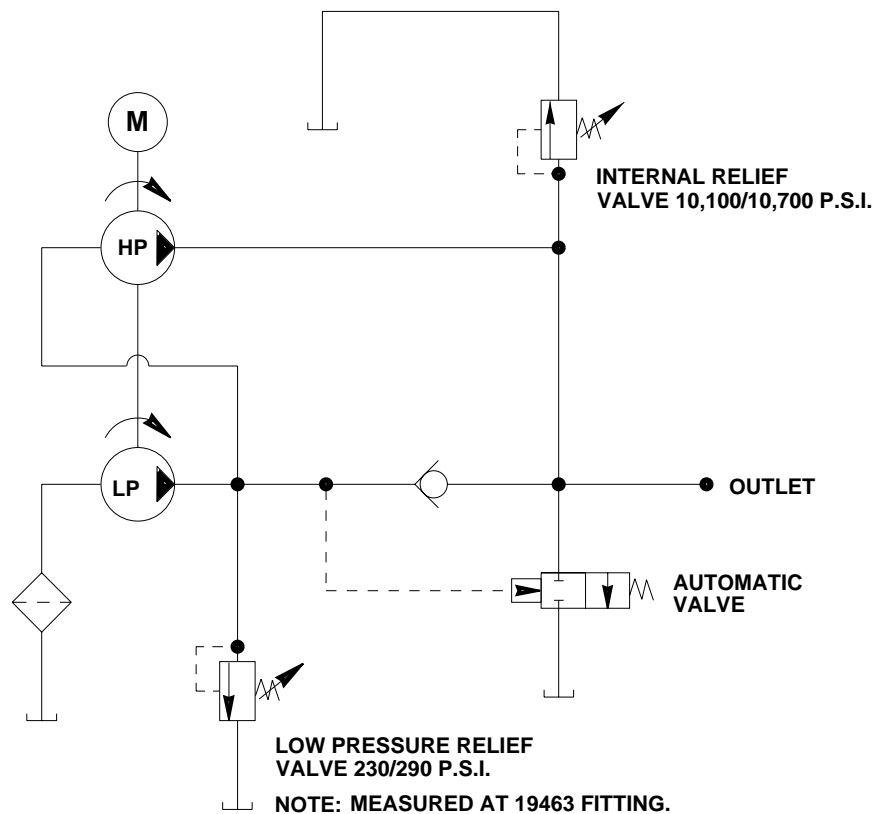 M
INTERNAL RELIEF
VALVE 10,100/10,700 P.S.I.
HP
LP
OUTLET
AUTOMATIC
VALVE
LOW PRESSURE RELIEF
VALVE 230/290 P.S.I.
NOTE: MEASURED AT 19463 FITTING.